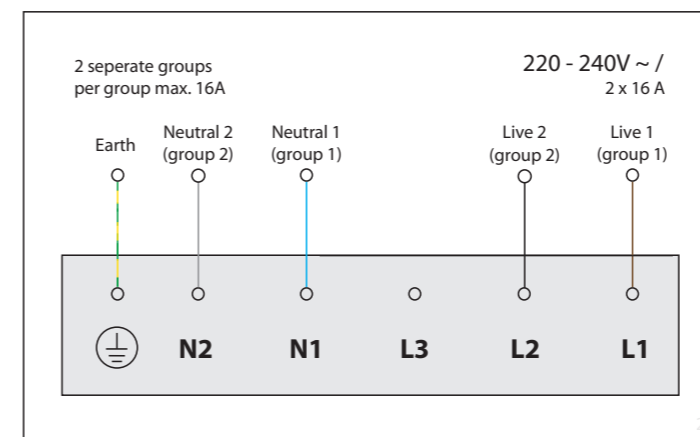 2 seperate groups
per group max. 16A
220 - 240V ~ /
2 x 16 A
Earth
Neutral 2
(group 2)
Neutral 1
(group 1)
Live 2
(group 2)
Live 1
(group 1)
N2 N1 L3 L2 L1